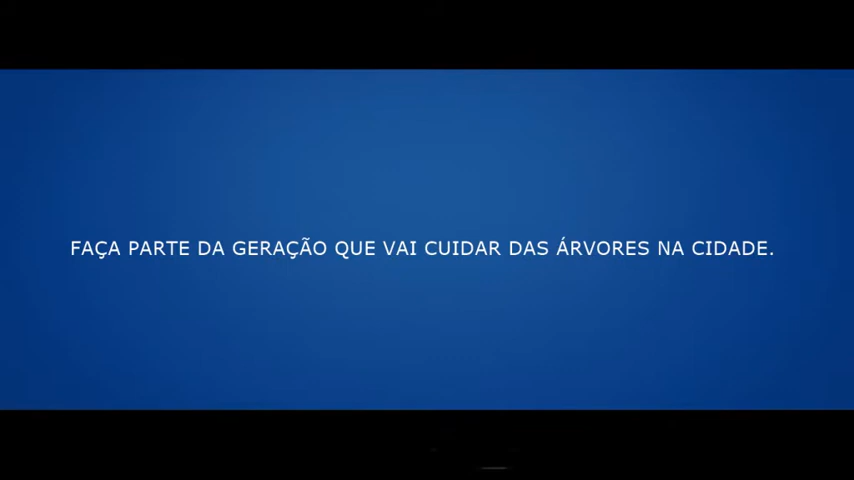 FAÇA PARTE DA GERAÇÃO QUE VAI CUIDAR DAS ÁRVORES NA CIDADE.